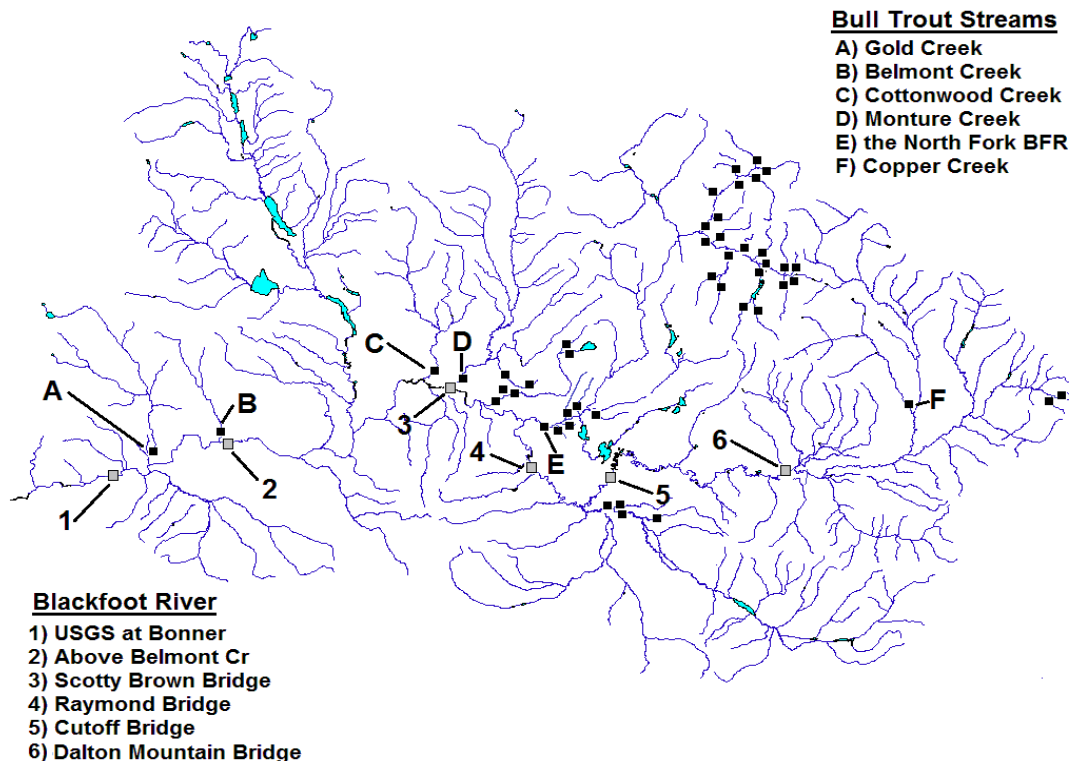 Bull Trout Streams
A) Gold Creek
B) Belmont Creek
C) Cottonwood Creek
D) Monture Creek
E) the North Fork BFR
F) Copper Creek
A
B
C
D
E
F
1
2
3
4
5
6
Blackfoot River
1) USGS at Bonner
2) Above Belmont Cr
3) Scotty Brown Bridge
4) Raymond Bridge
5) Cutoff Bridge
6) Dalton Mountain Bridge